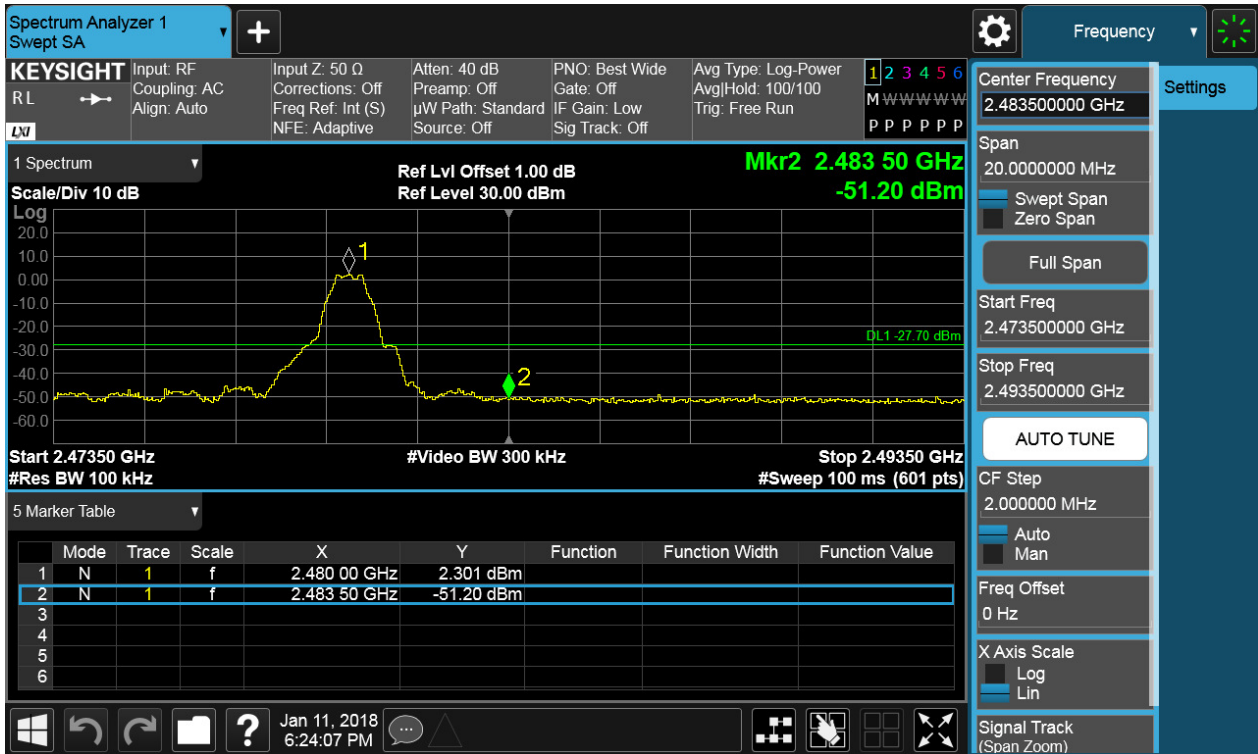 Spectrum Analyzer 1
Swept SA
+
Frequency
KEYSIGHT
R L
LXI
Input: RF
Coupling: AC
Align: Auto
Input Z: 50 Ω
Corrections: Off
Freq Ref: Int (S)
NFE: Adaptive
Atten: 40 dB
Preamp: Off
µW Path: Standard
Source: Off
PNO: Best Wide
Gate: Off
IF Gain: Low
Sig Track: Off
Avg Type: Log-Power
Avg|Hold: 100/100
Trig: Free Run
1 2 3 4 5 6
M W W W W W
P P P P P P
1 Spectrum
Scale/Div 10 dB
Ref Lvl Offset 1.00 dB
Ref Level 30.00 dBm
Mkr2 2.483 50 GHz
-51.20 dBm
Log
20.0
10.0
0.00
-10.0
-20.0
-30.0
-40.0
-50.0
-60.0
1
2
DL1 -27.70 dBm
Start 2.47350 GHz
#Video BW 300 kHz
Stop 2.49350 GHz
#Res BW 100 kHz
#Sweep 100 ms (601 pts)
5 Marker Table
Mode Trace Scale X Y Function Function Width Function Value
1 N 1 f 2.480 00 GHz 2.301 dBm
2 N 1 f 2.483 50 GHz -51.20 dBm
3
4
5
6
?
Jan 11, 2018
6:24:07 PM
Center Frequency
2.483500000 GHz
Settings
Span
20.0000000 MHz
Swept Span
Zero Span
Full Span
Start Freq
2.473500000 GHz
Stop Freq
2.493500000 GHz
AUTO TUNE
CF Step
2.000000 MHz
Auto
Man
Freq Offset
0 Hz
X Axis Scale
Log
Lin
Signal Track
(Span Zoom)